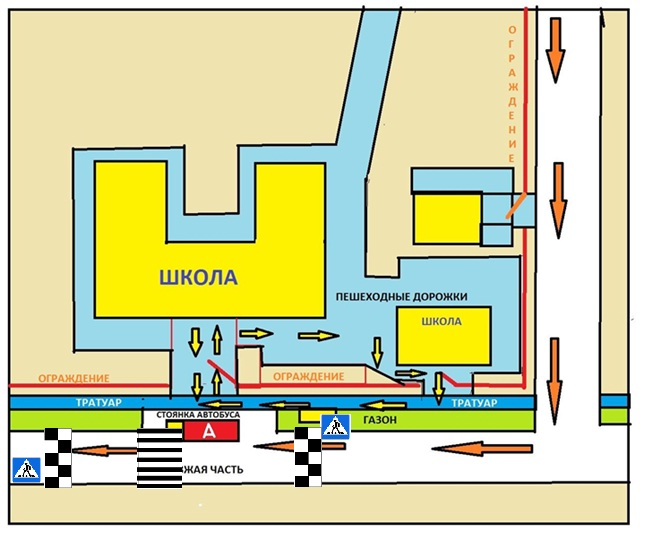 ОГРАЖДЕНИЕ
ШКОЛА
ПЕШЕХОДНЫЕ ДОРОЖКИ
ШКОЛА
ОГРАЖДЕНИЕ
ОГРАЖДЕНИЕ
ТРАТУАР
ТРАТУАР
СТОЯНКА АВТОБУСА
ГАЗОН
А
ЖАЯ ЧАСТЬ